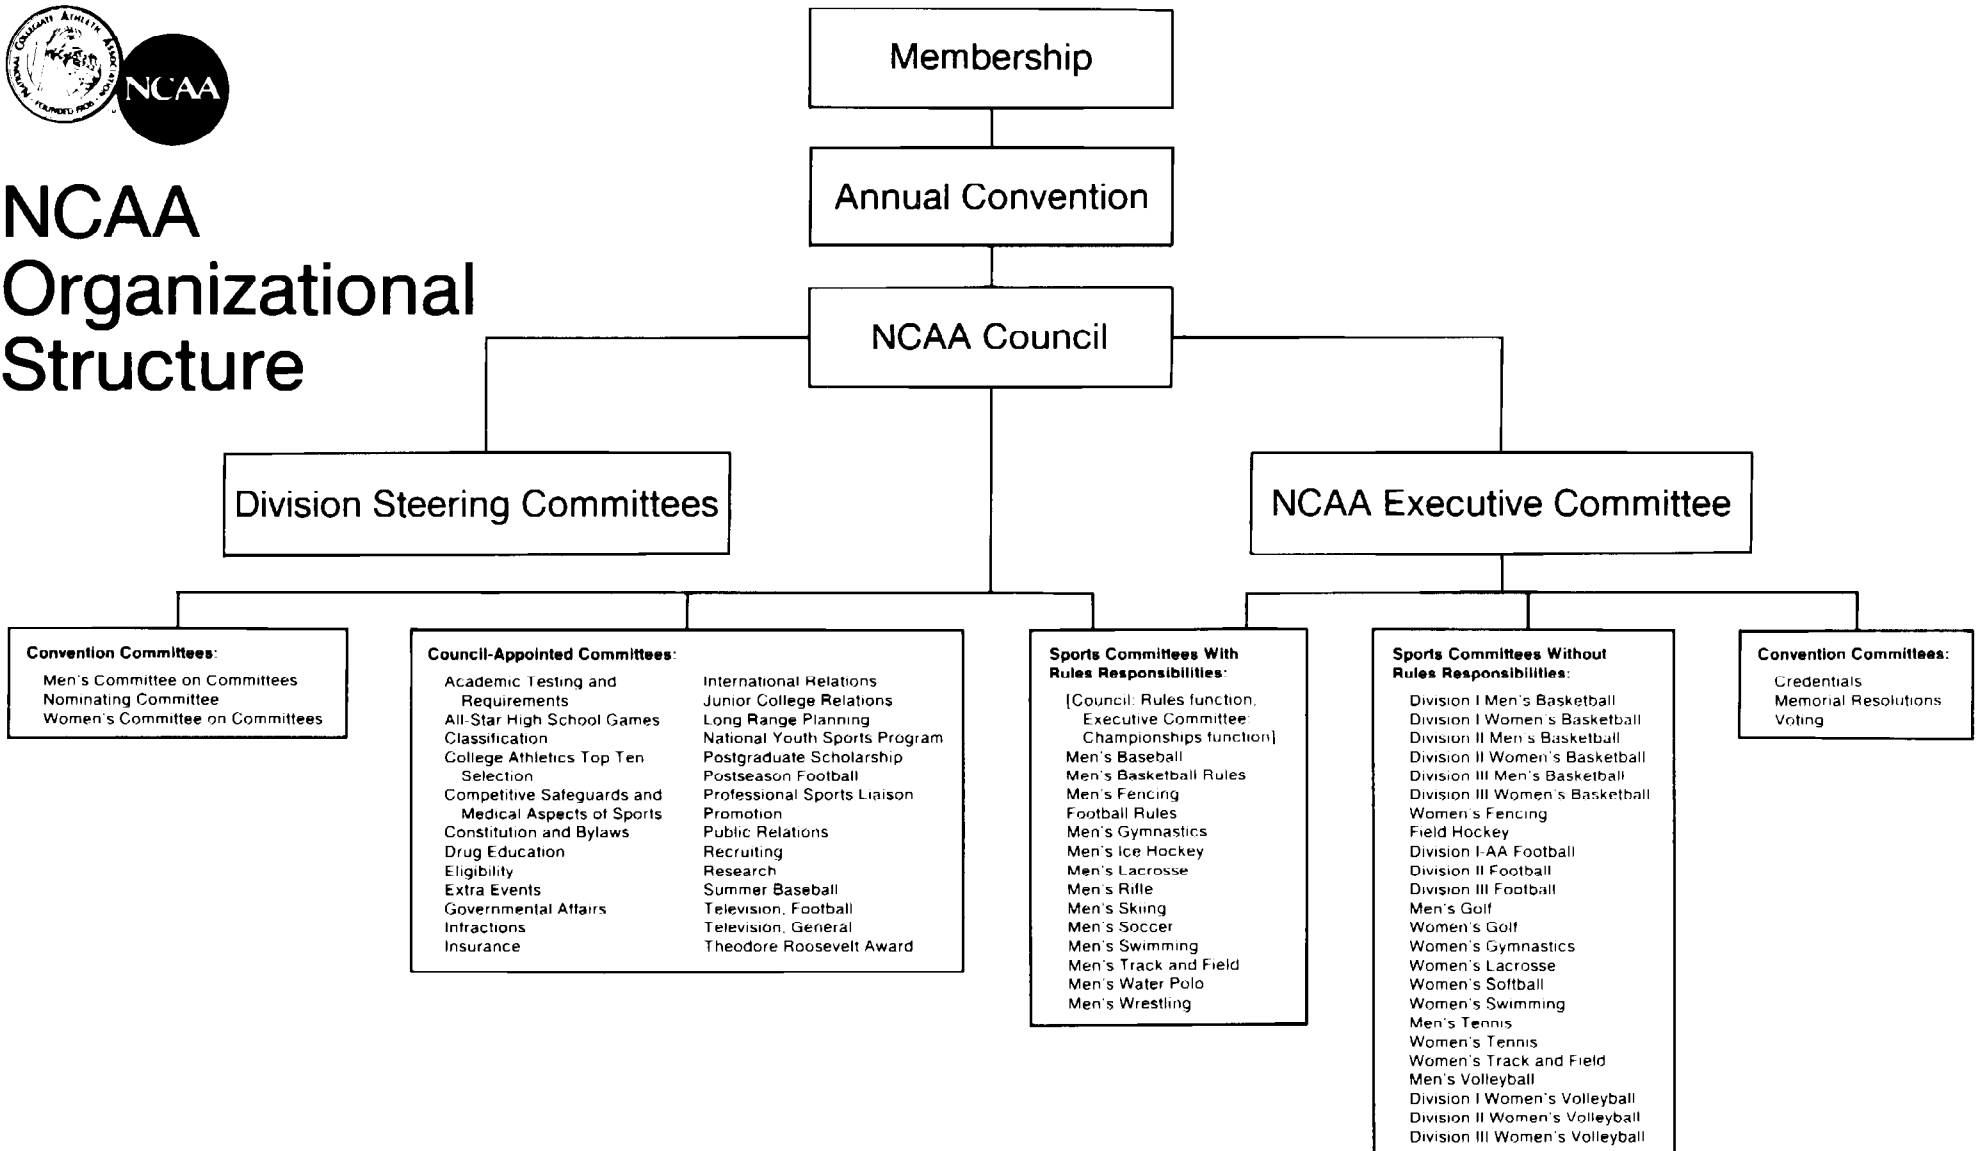 NATIONAL COLLEGIATE ATHLETIC ASSOCIATION
· FOUNDED 1906 ·
NCAA
NCAA
Organizational
Structure
Membership
Annual Convention
NCAA Council
Division Steering Committees
NCAA Executive Committee
Convention Committees:
Men's Committee on Committees
Nominating Committee
Women's Committee on Committees
Council-Appointed Committees:
Academic Testing and
Requirements
All-Star High School Games
Classification
College Athletics Top Ten
Selection
Competitive Safeguards and
Medical Aspects of Sports
Constitution and Bylaws
Drug Education
Eligibility
Extra Events
Governmental Affairs
Infractions
Insurance
International Relations
Junior College Relations
Long Range Planning
National Youth Sports Program
Postgraduate Scholarship
Postseason Football
Professional Sports Liaison
Promotion
Public Relations
Recruiting
Research
Summer Baseball
Television, Football
Television, General
Theodore Roosevelt Award
Sports Committees With
Rules Responsibilities:
[Council: Rules function,
Executive Committee:
Championships function]
Men's Baseball
Men's Basketball Rules
Men's Fencing
Football Rules
Men's Gymnastics
Men's Ice Hockey
Men's Lacrosse
Men's Rifle
Men's Skiing
Men's Soccer
Men's Swimming
Men's Track and Field
Men's Water Polo
Men's Wrestling
Sports Committees Without
Rules Responsibilities:
Division I Men's Basketball
Division I Women's Basketball
Division II Men's Basketball
Division II Women's Basketball
Division III Men's Basketball
Division III Women's Basketball
Women's Fencing
Field Hockey
Division I-AA Football
Division II Football
Division III Football
Men's Golf
Women's Golf
Women's Gymnastics
Women's Lacrosse
Women's Softball
Women's Swimming
Men's Tennis
Women's Tennis
Women's Track and Field
Men's Volleyball
Division I Women's Volleyball
Division II Women's Volleyball
Division III Women's Volleyball
Convention Committees:
Credentials
Memorial Resolutions
Voting